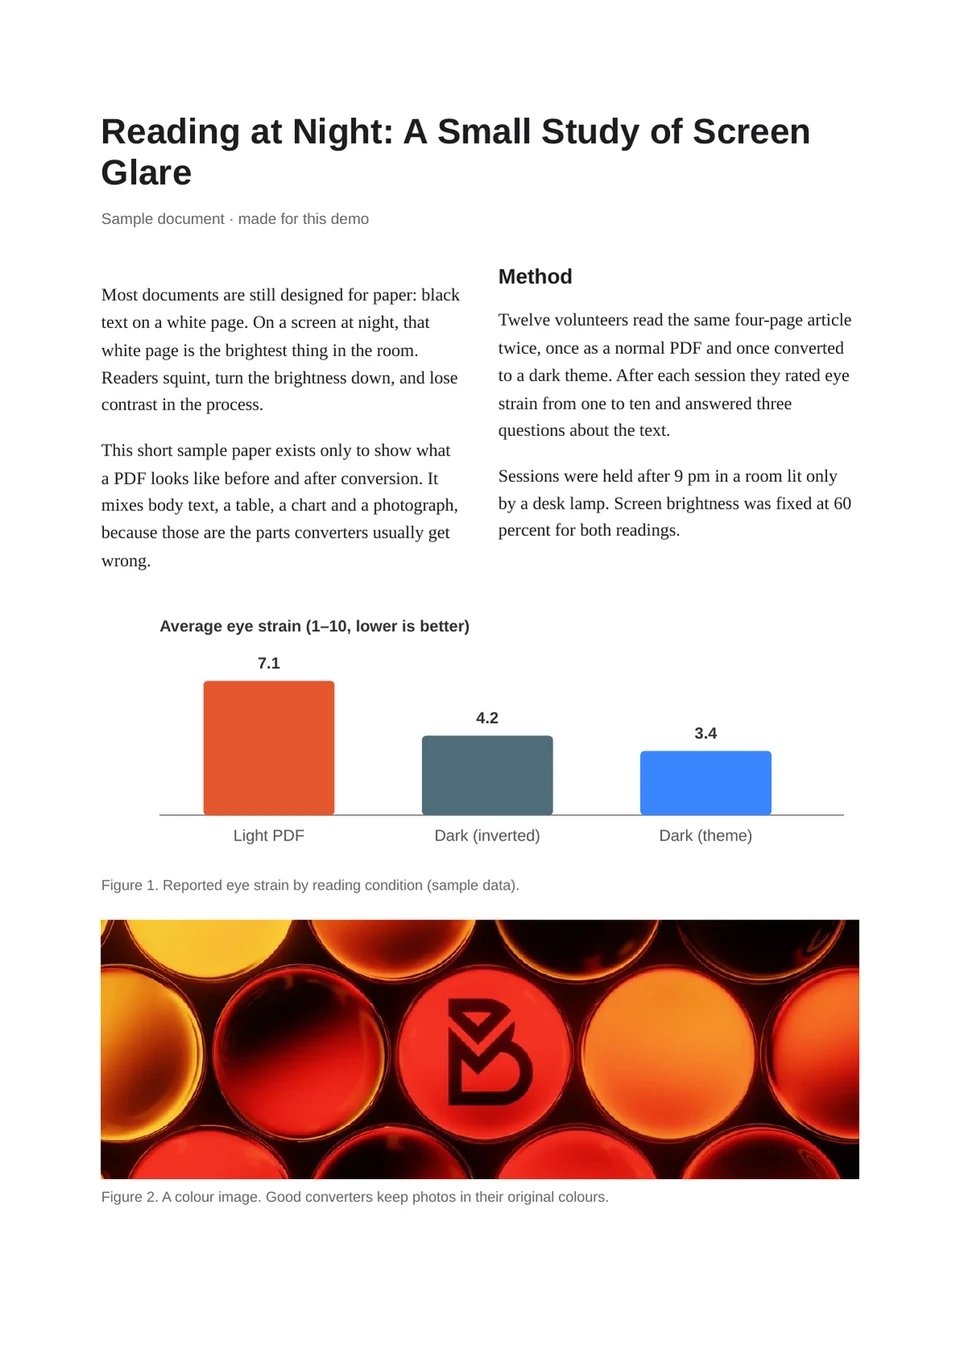 Reading at Night: A Small Study of Screen
Glare
Sample document · made for this demo
Most documents are still designed for paper: black
text on a white page. On a screen at night, that
white page is the brightest thing in the room.
Readers squint, turn the brightness down, and lose
contrast in the process.
This short sample paper exists only to show what
a PDF looks like before and after conversion. It
mixes body text, a table, a chart and a photograph,
because those are the parts converters usually get
wrong.
Method
Twelve volunteers read the same four-page article
twice, once as a normal PDF and once converted
to a dark theme. After each session they rated eye
strain from one to ten and answered three
questions about the text.
Sessions were held after 9 pm in a room lit only
by a desk lamp. Screen brightness was fixed at 60
percent for both readings.
Average eye strain (1–10, lower is better)
7.1
4.2
3.4
Light PDF
Dark (inverted)
Dark (theme)
Figure 1. Reported eye strain by reading condition (sample data).
Figure 2. A colour image. Good converters keep photos in their original colours.